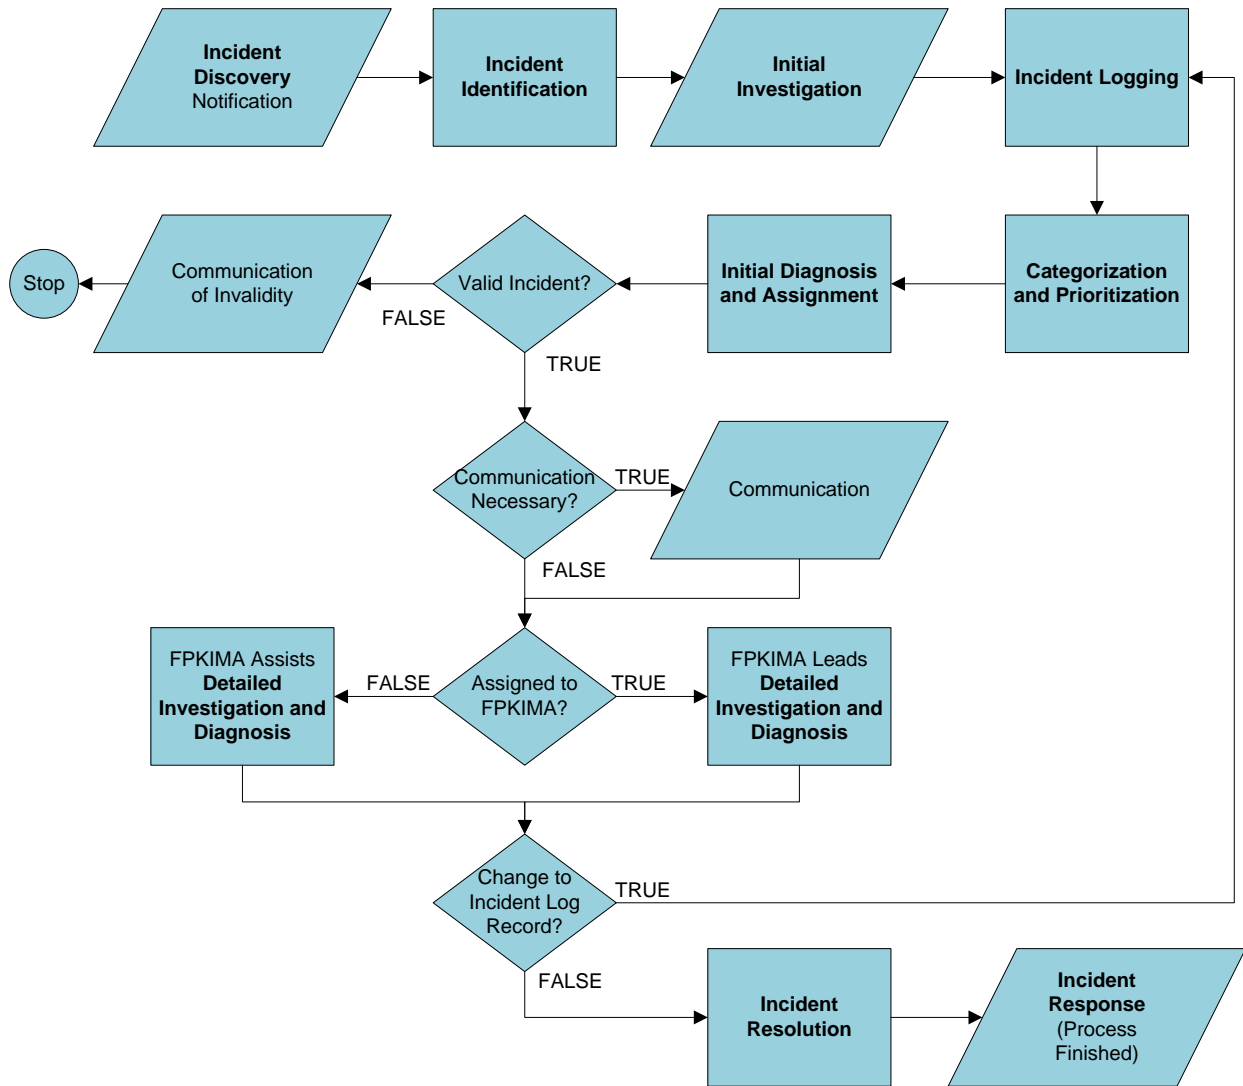 Incident
Discovery
Notification
Incident
Identification
Initial
Investigation
Incident Logging
Stop
Communication
of Invalidity
FALSE
Valid Incident?
TRUE
Initial Diagnosis
and Assignment
Categorization
and Prioritization
Communication
Necessary?
TRUE
FALSE
Communication
FPKIMA Assists
Detailed
Investigation and
Diagnosis
FALSE
Assigned to
FPKIMA?
TRUE
FPKIMA Leads
Detailed
Investigation and
Diagnosis
Change to
Incident Log
Record?
TRUE
FALSE
Incident
Resolution
Incident
Response
(Process
Finished)